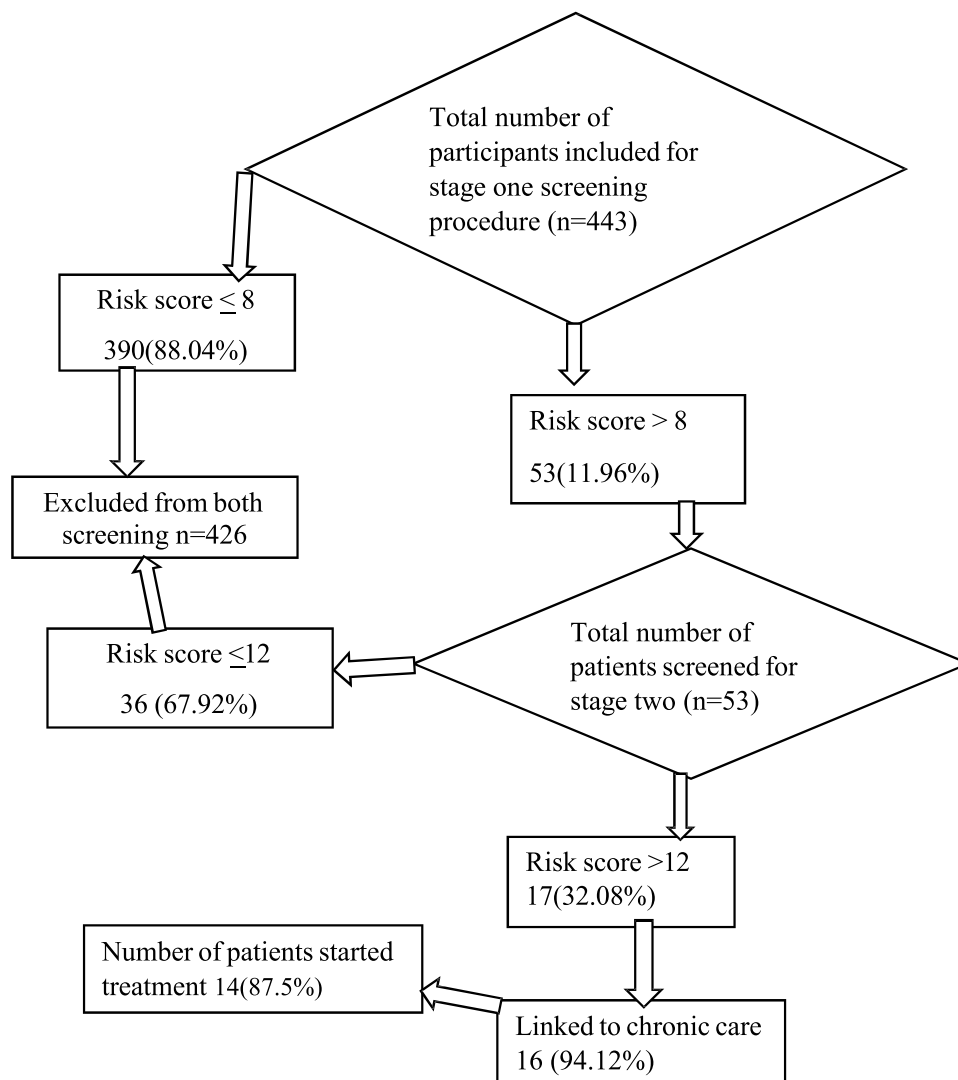 Total number of
participants included for
stage one screening
procedure (n=443)
Risk score ≤ 8
390(88.04%)
Risk score > 8
53(11.96%)
Excluded from both
screening n=426
Total number of
patients screened for
stage two (n=53)
Risk score ≤12
36 (67.92%)
Risk score >12
17(32.08%)
Number of patients started
treatment 14(87.5%)
Linked to chronic care
16 (94.12%)